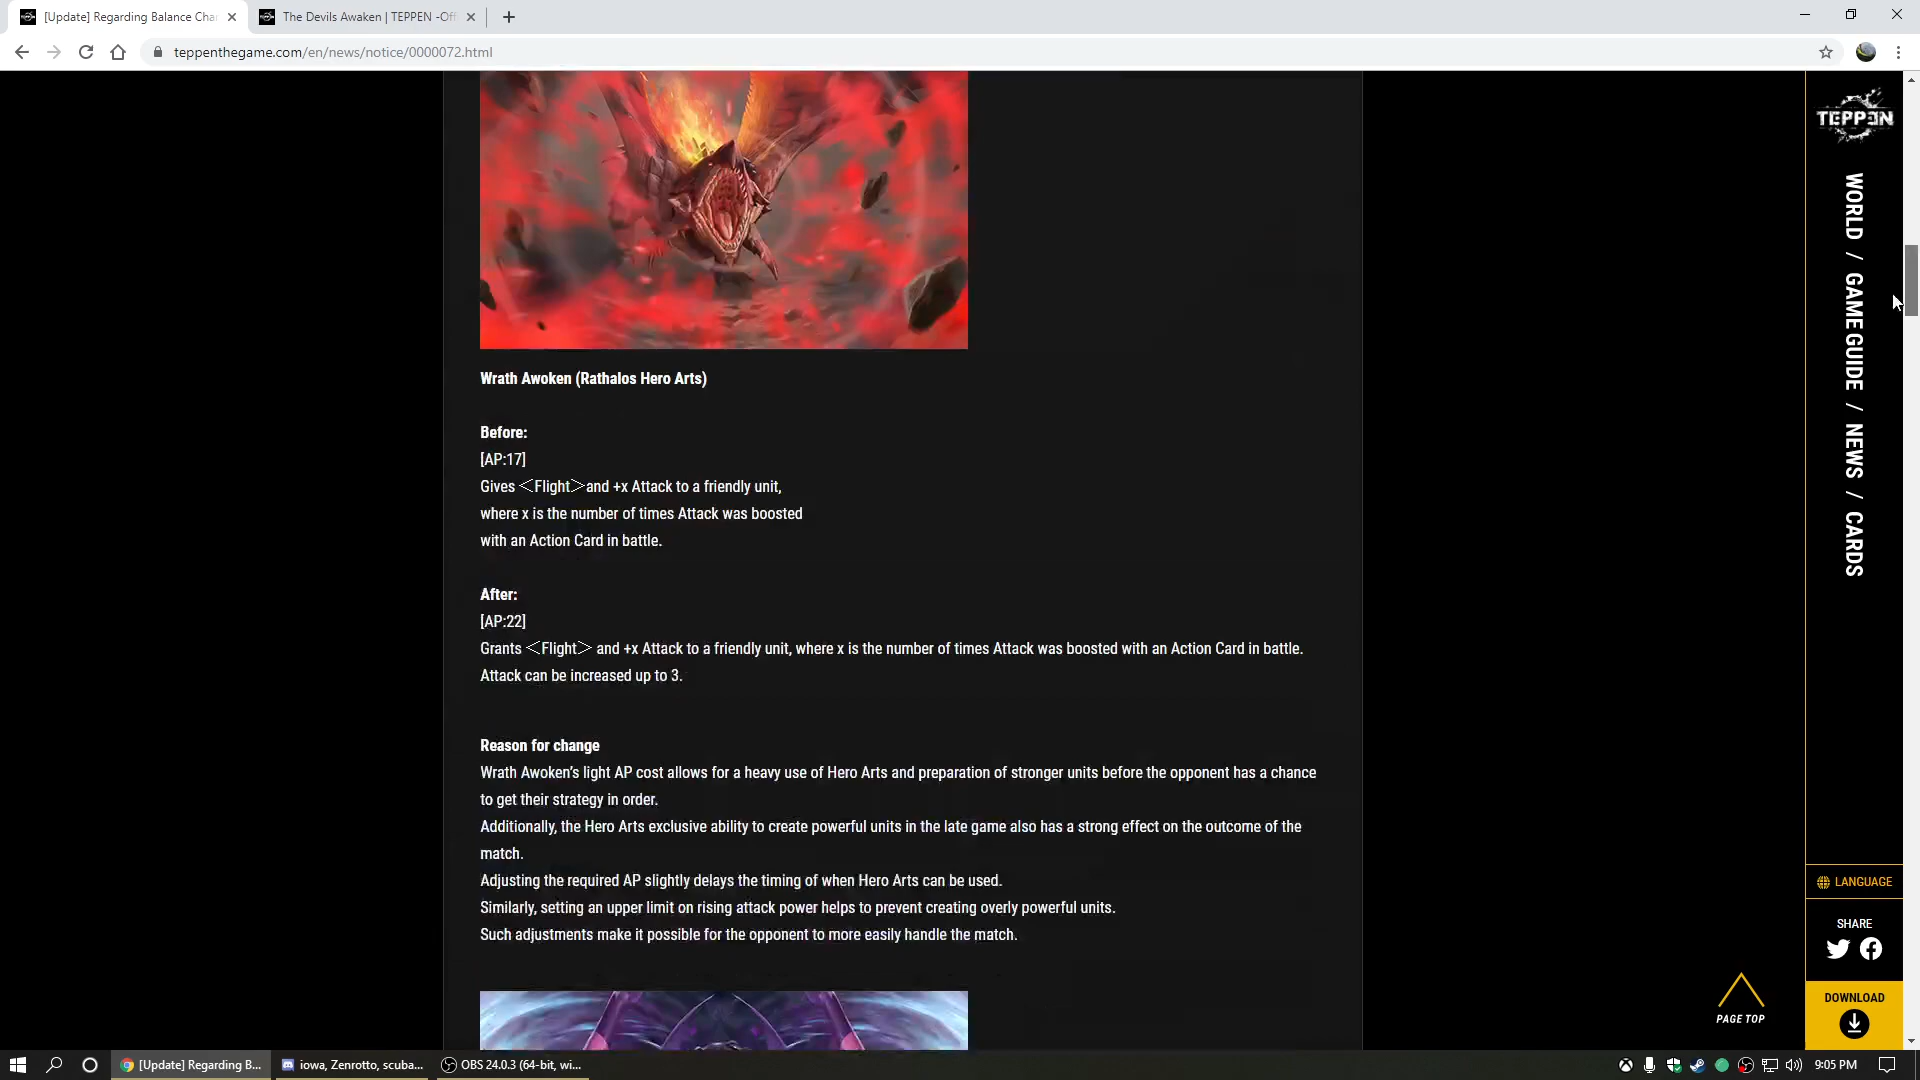 [Update] Regarding Balance Cha
The Devils Awaken | TEPPEN -Off
teppenthegame.com/en/news/notice/0000072.html
TEPPEN
WORLD / GAMEGUIDE / NEWS / CARDS
Wrath Awoken (Rathalos Hero Arts)
Before:
[AP:17]
Gives <Flight>and +x Attack to a friendly unit,
where x is the number of times Attack was boosted
with an Action Card in battle.
After:
[AP:22]
Grants <Flight> and +x Attack to a friendly unit, where x is the number of times Attack was boosted with an Action Card in battle.
Attack can be increased up to 3.
Reason for change
Wrath Awoken's light AP cost allows for a heavy use of Hero Arts and preparation of stronger units before the opponent has a chance
to get their strategy in order.
Additionally, the Hero Arts exclusive ability to create powerful units in the late game also has a strong effect on the outcome of the
match.
Adjusting the required AP slightly delays the timing of when Hero Arts can be used.
Similarly, setting an upper limit on rising attack power helps to prevent creating overly powerful units.
Such adjustments make it possible for the opponent to more easily handle the match.
LANGUAGE
SHARE
PAGE TOP
DOWNLOAD
[Update] Regarding B...
iowa, Zenrotto, scuba...
OBS 24.0.3 (64-bit, wi...
9:05 PM